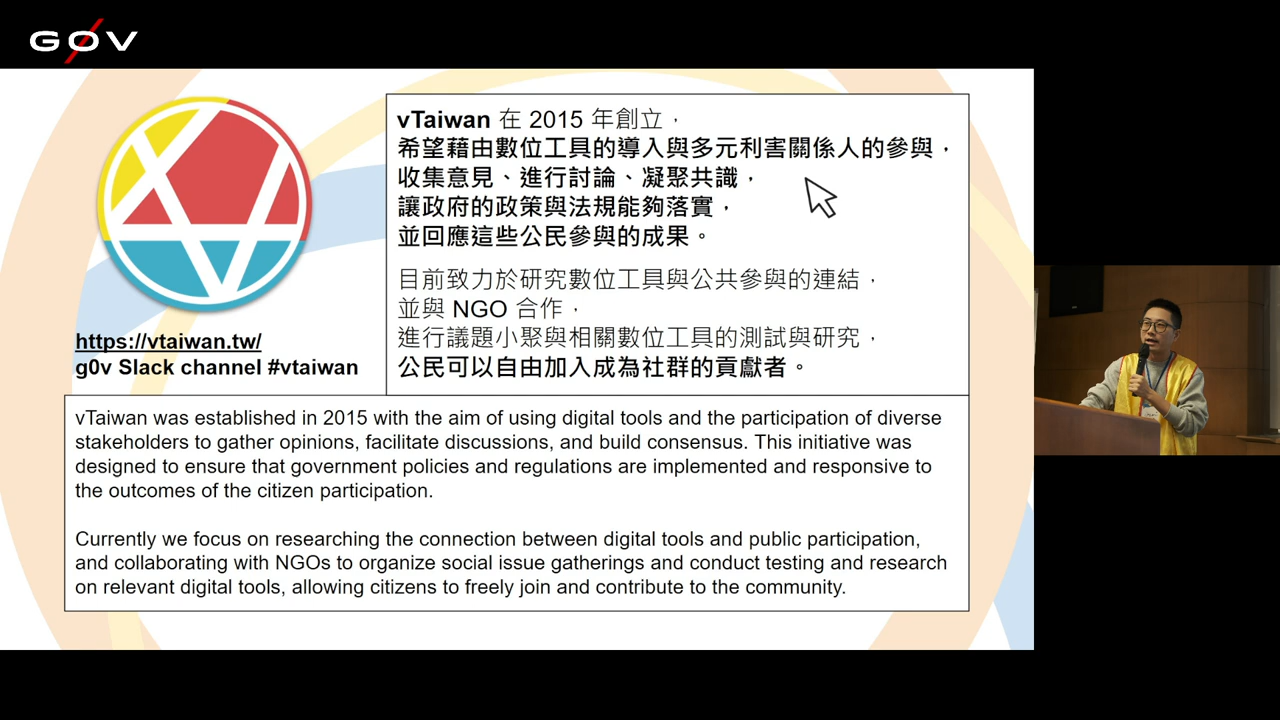 G0V
vTaiwan 在 2015 年創立，
希望藉由數位工具的導入與多元利害關係人的參與，
收集意見、進行討論、凝聚共識，
讓政府的政策與法規能夠落實，
並回應這些公民參與的成果。
目前致力於研究數位工具與公共參與的連結，
並與 NGO 合作，
進行議題小聚與相關數位工具的測試與研究，
公民可以自由加入成為社群的貢獻者。
https://vtaiwan.tw/
g0v Slack channel #vtaiwan
vTaiwan was established in 2015 with the aim of using digital tools and the participation of diverse
stakeholders to gather opinions, facilitate discussions, and build consensus. This initiative was
designed to ensure that government policies and regulations are implemented and responsive to
the outcomes of the citizen participation.
Currently we focus on researching the connection between digital tools and public participation,
and collaborating with NGOs to organize social issue gatherings and conduct testing and research
on relevant digital tools, allowing citizens to freely join and contribute to the community.